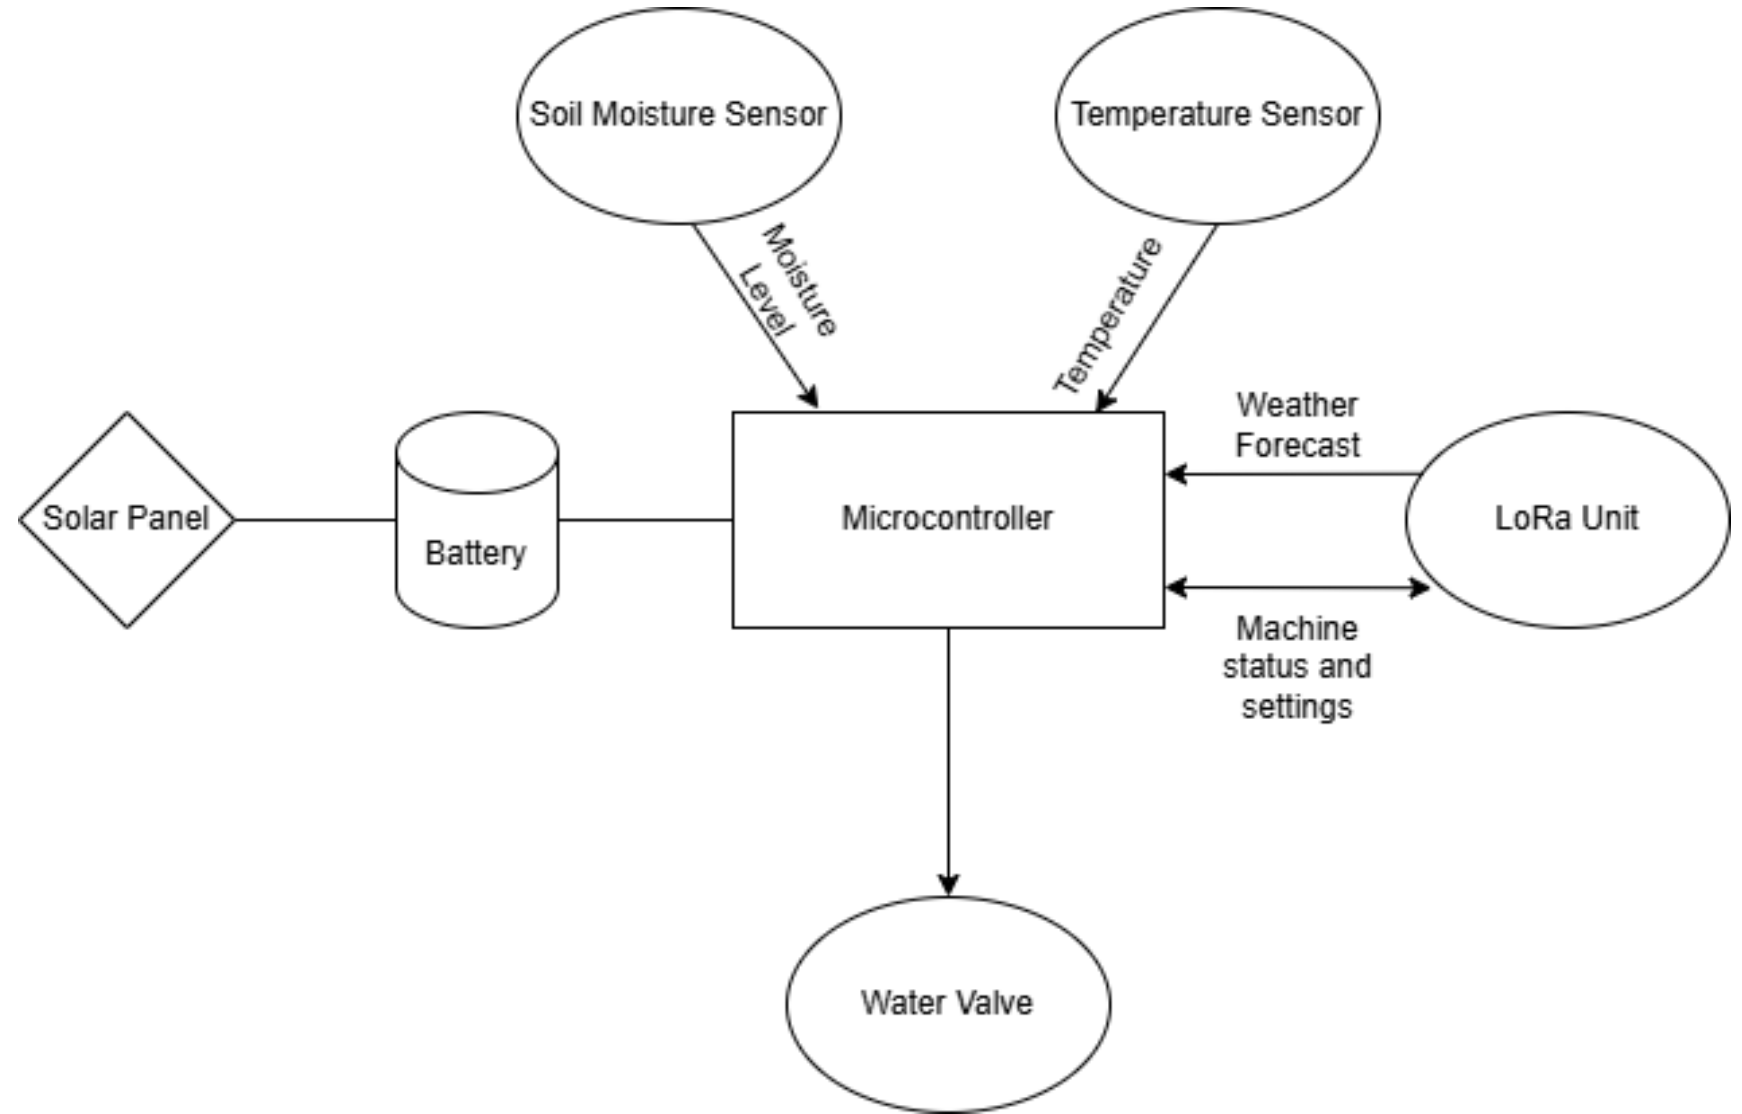 Soil Moisture Sensor
Temperature Sensor
Moisture
Level
Temperature
Weather
Forecast
Solar Panel
Battery
Microcontroller
LoRa Unit
Machine
status and
settings
Water Valve